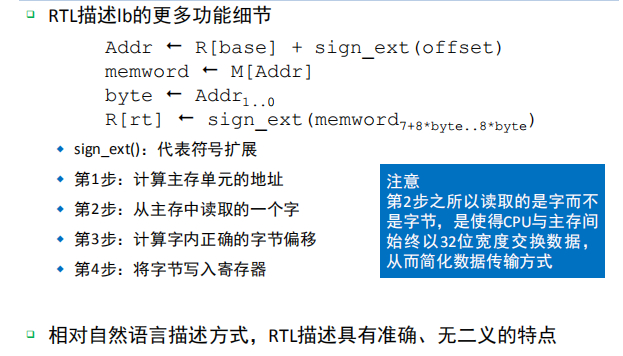 RTL描述lb的更多功能细节
Addr ← R[base] + sign_ext(offset)
memword ← M[Addr]
byte ← Addr1..0
R[rt] ← sign_ext(memword7+8*byte..8*byte)
sign_ext()：代表符号扩展
第1步：计算主存单元的地址
第2步：从主存中读取的一个字
第3步：计算字内正确的字节偏移
第4步：将字节写入寄存器
注意
第2步之所以读取的是字而不
是字节，是使得CPU与主存间
始终以32位宽度交换数据，
从而简化数据传输方式
相对自然语言描述方式，RTL描述具有准确、无二义的特点